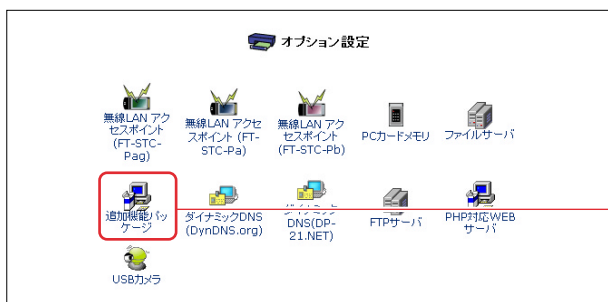 オプション設定
無線LAN アク
セスポイント
(FT-STC-
Pag)
無線LAN アクセ
スポイント (FT-
STC-Pa)
無線LAN アク
セスポイント
(FT-STC-Pb)
PCカードメモリ
ファイルサーバ
追加機能パッ
ケージ
ダイナミックDNS
(DynDNS.org)
ダイナミック
DNS(DP-
21.NET)
FTPサーバ
PHP対応WEB
サーバ
USBカメラ